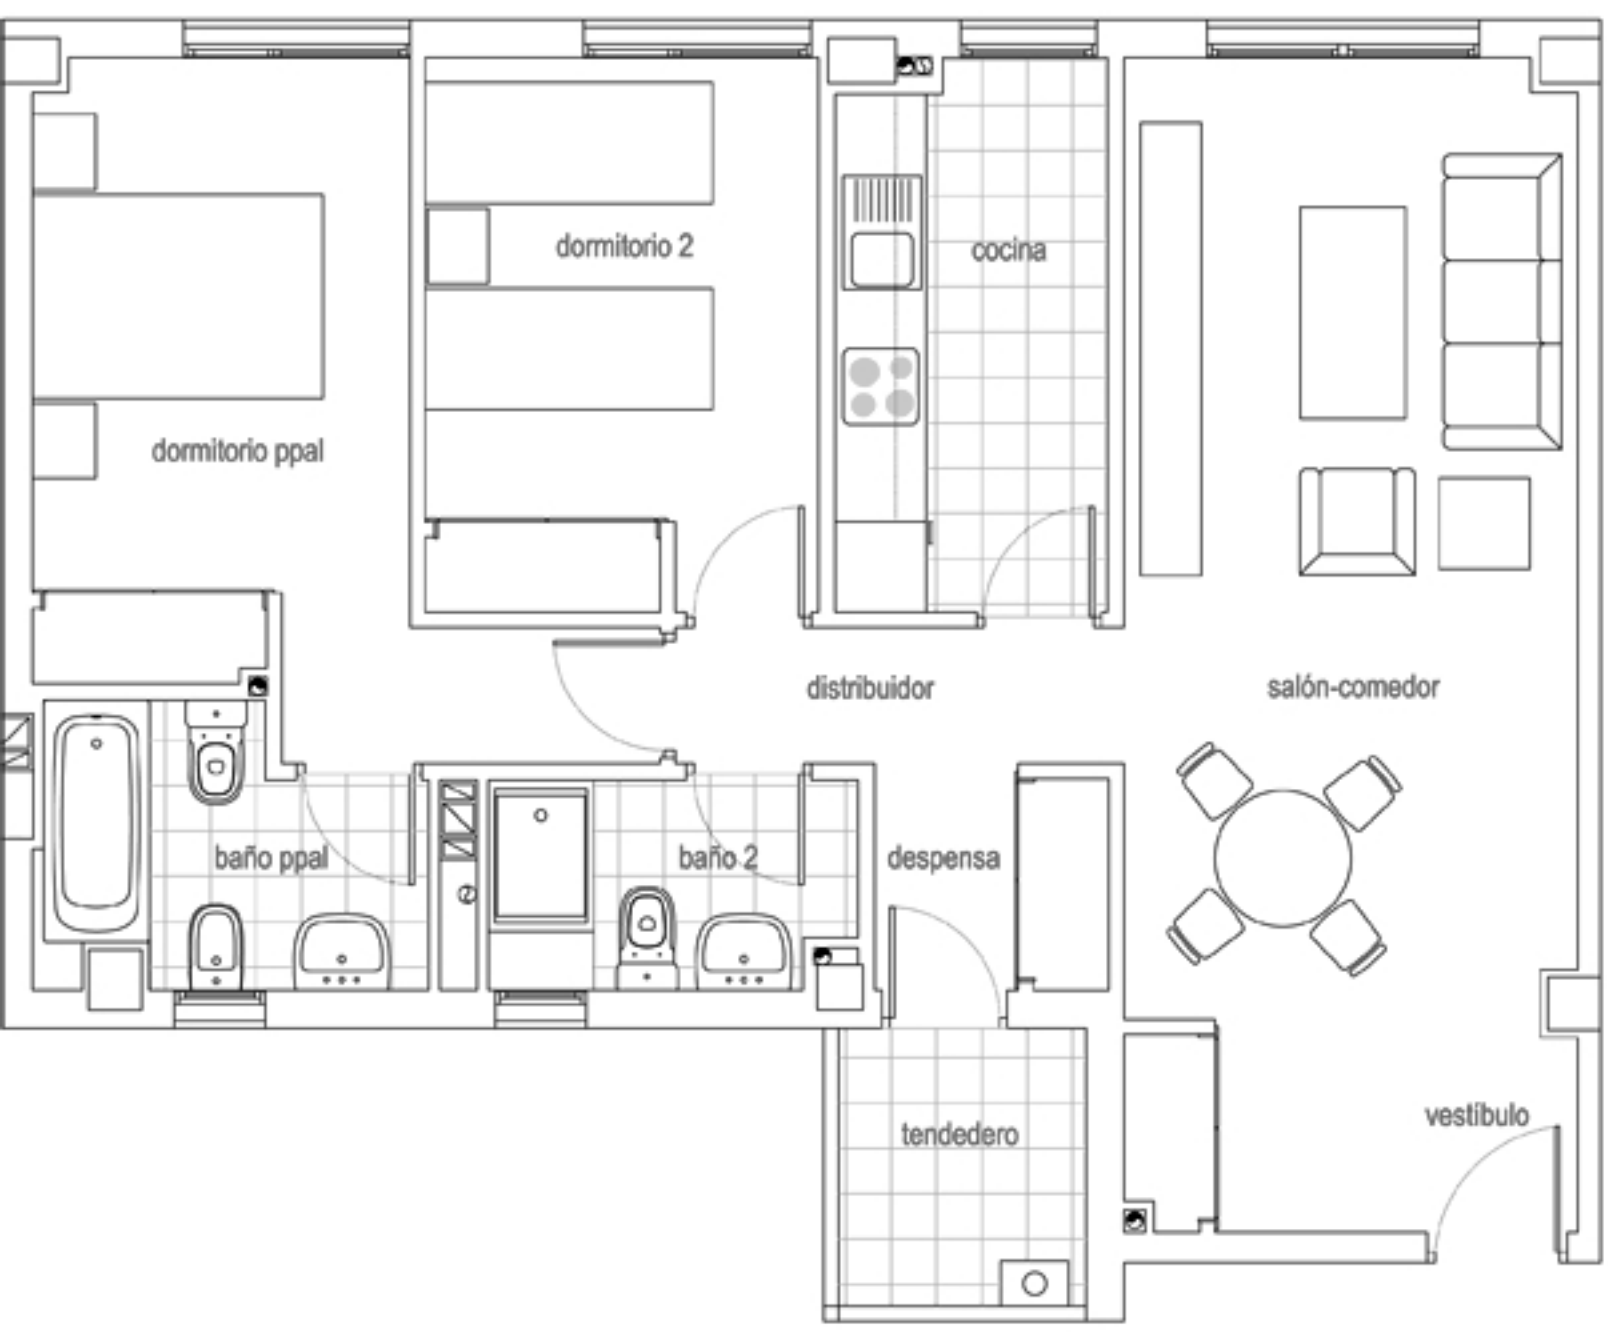 dormitorio 2
cocina
dormitorio ppal
distribuidor
salón-comedor
baño ppal
baño 2
despensa
vestíbulo
tendedero